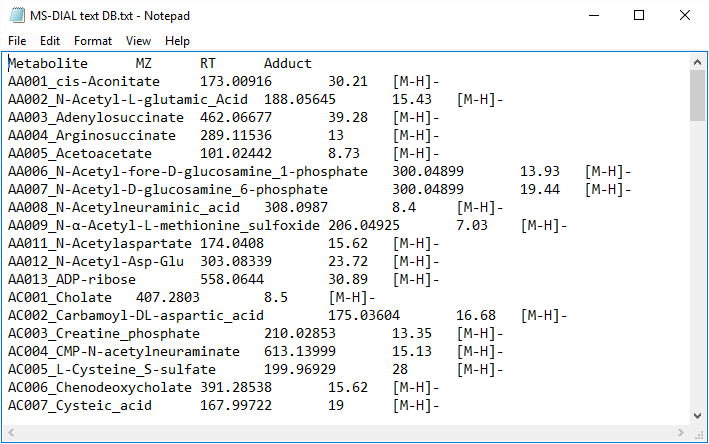 MS-DIAL text DB.txt - Notepad
File Edit Format View Help
Metabolite MZ RT Adduct
AA001_cis-Aconitate 173.00916 30.21 [M-H]-
AA002_N-Acetyl-L-glutamic_Acid 188.05645 15.43 [M-H]-
AA003_Adenylosuccinate 462.06677 39.28 [M-H]-
AA004_Arginosuccinate 289.11536 13 [M-H]-
AA005_Acetoacetate 101.02442 8.73 [M-H]-
AA006_N-Acetyl-fore-D-glucosamine_1-phosphate 300.04899 13.93 [M-H]-
AA007_N-Acetyl-D-glucosamine_6-phosphate 300.04899 19.44 [M-H]-
AA008_N-Acetylneuraminic_acid 308.0987 8.4 [M-H]-
AA009_N-α-Acetyl-L-methionine_sulfoxide 206.04925 7.03 [M-H]-
AA011_N-Acetylaspartate 174.0408 15.62 [M-H]-
AA012_N-Acetyl-Asp-Glu 303.08339 23.72 [M-H]-
AA013_ADP-ribose 558.0644 30.89 [M-H]-
AC001_Cholate 407.2803 8.5 [M-H]-
AC002_Carbamoyl-DL-aspartic_acid 175.03604 16.68 [M-H]-
AC003_Creatine_phosphate 210.02853 13.35 [M-H]-
AC004_CMP-N-acetylneuraminate 613.13999 15.13 [M-H]-
AC005_L-Cysteine_S-sulfate 199.96929 28 [M-H]-
AC006_Chenodeoxycholate 391.28538 15.62 [M-H]-
AC007_Cysteic_acid 167.99722 19 [M-H]-